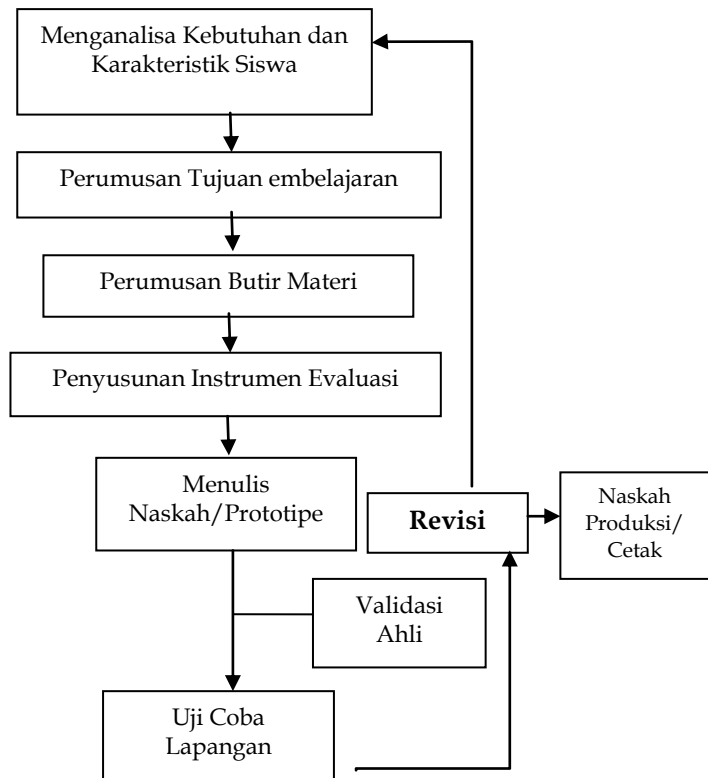 Menganalisa Kebutuhan dan
Karakteristik Siswa
Perumusan Tujuan embelajaran
Perumusan Butir Materi
Penyusunan Instrumen Evaluasi
Menulis
Naskah/Prototipe
Revisi
Naskah
Produksi/
Cetak
Validasi
Ahli
Uji Coba
Lapangan